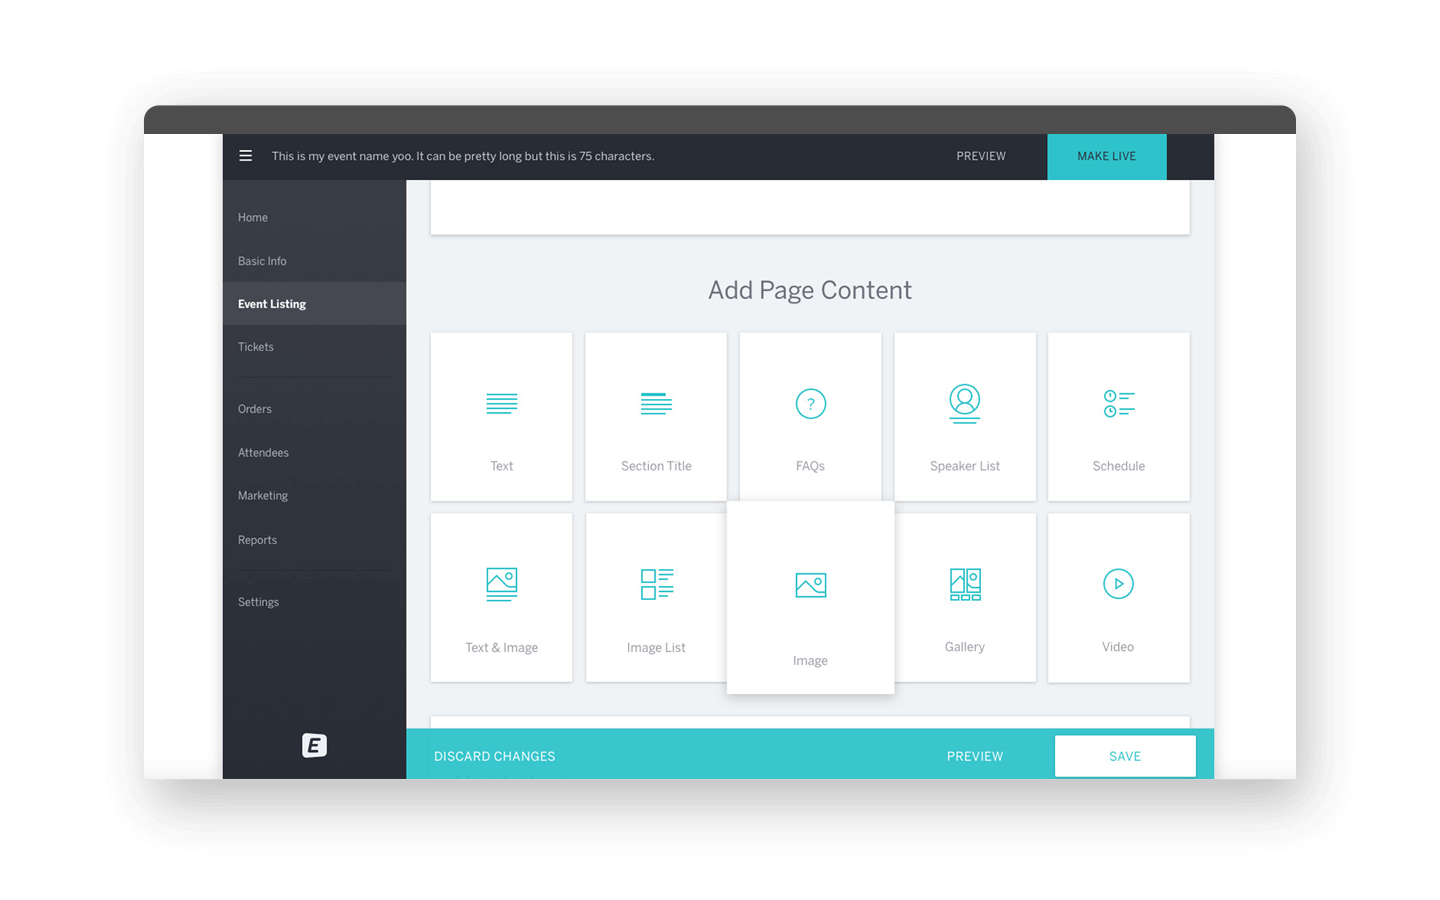 This is my event name yoo. It can be pretty long but this is 75 characters.
PREVIEW
MAKE LIVE
Home
Basic Info
Event Listing
Tickets
Orders
Attendees
Marketing
Reports
Settings
E
Add Page Content
Text
Section Title
?
FAQs
Speaker List
Schedule
Text & Image
Image List
Image
Gallery
Video
DISCARD CHANGES
PREVIEW
SAVE